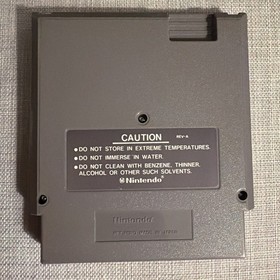 CAUTION REV-A
● DO NOT STORE IN EXTREME TEMPERATURES.
● DO NOT IMMERSE IN WATER.
● DO NOT CLEAN WITH BENZENE, THINNER,
ALCOHOL OR OTHER SUCH SOLVENTS.
Nintendo
Nintendo